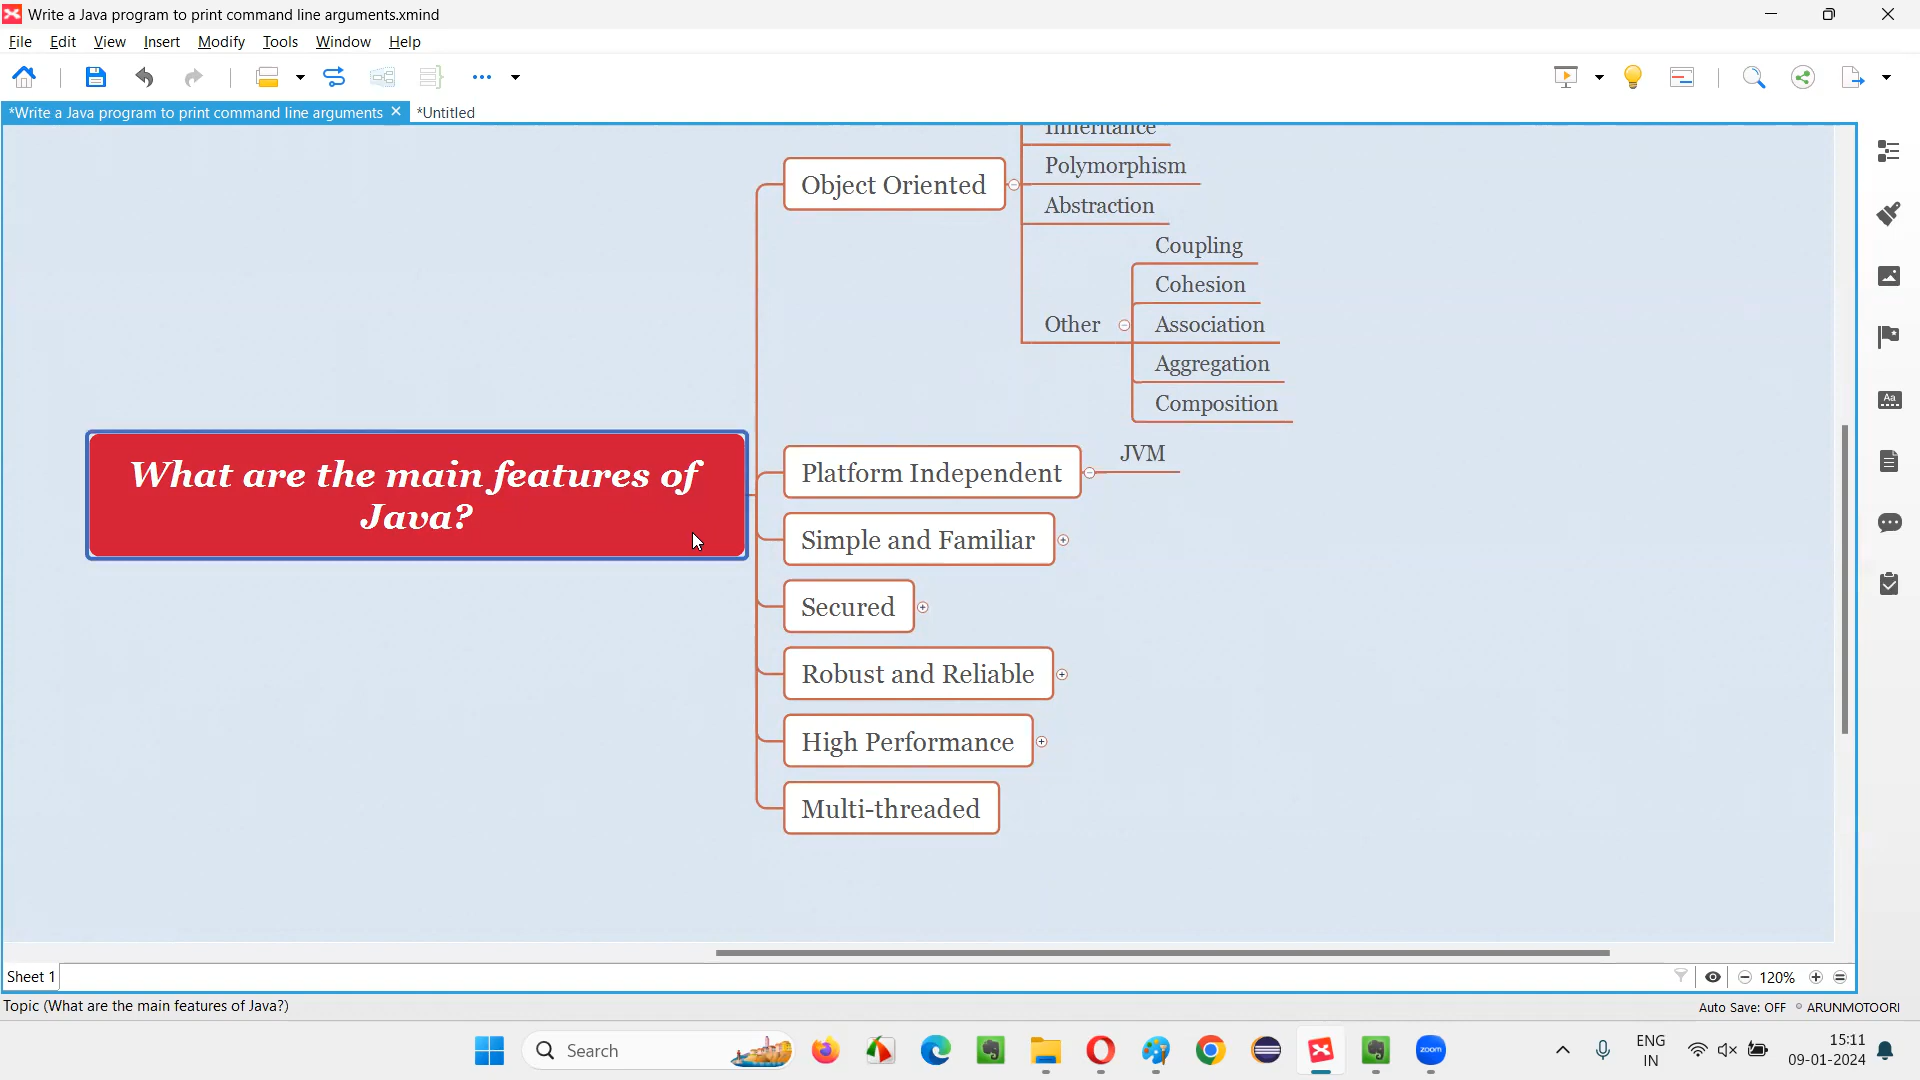 Write a Java program to print command line arguments.xmind
File Edit View Insert Modify Tools Window Help
*Write a Java program to print command line arguments *Untitled
Inheritance
Object Oriented
Polymorphism
Abstraction
Coupling
Cohesion
Other
Association
Aggregation
Composition
What are the main features of
Java?
Platform Independent
JVM
Simple and Familiar
Secured
Robust and Reliable
High Performance
Multi-threaded
Sheet 1
120%
Topic (What are the main features of Java?)
Auto Save: OFF ARUNMOTOORI
Search
zoom
ENG
IN
15:11
09-01-2024